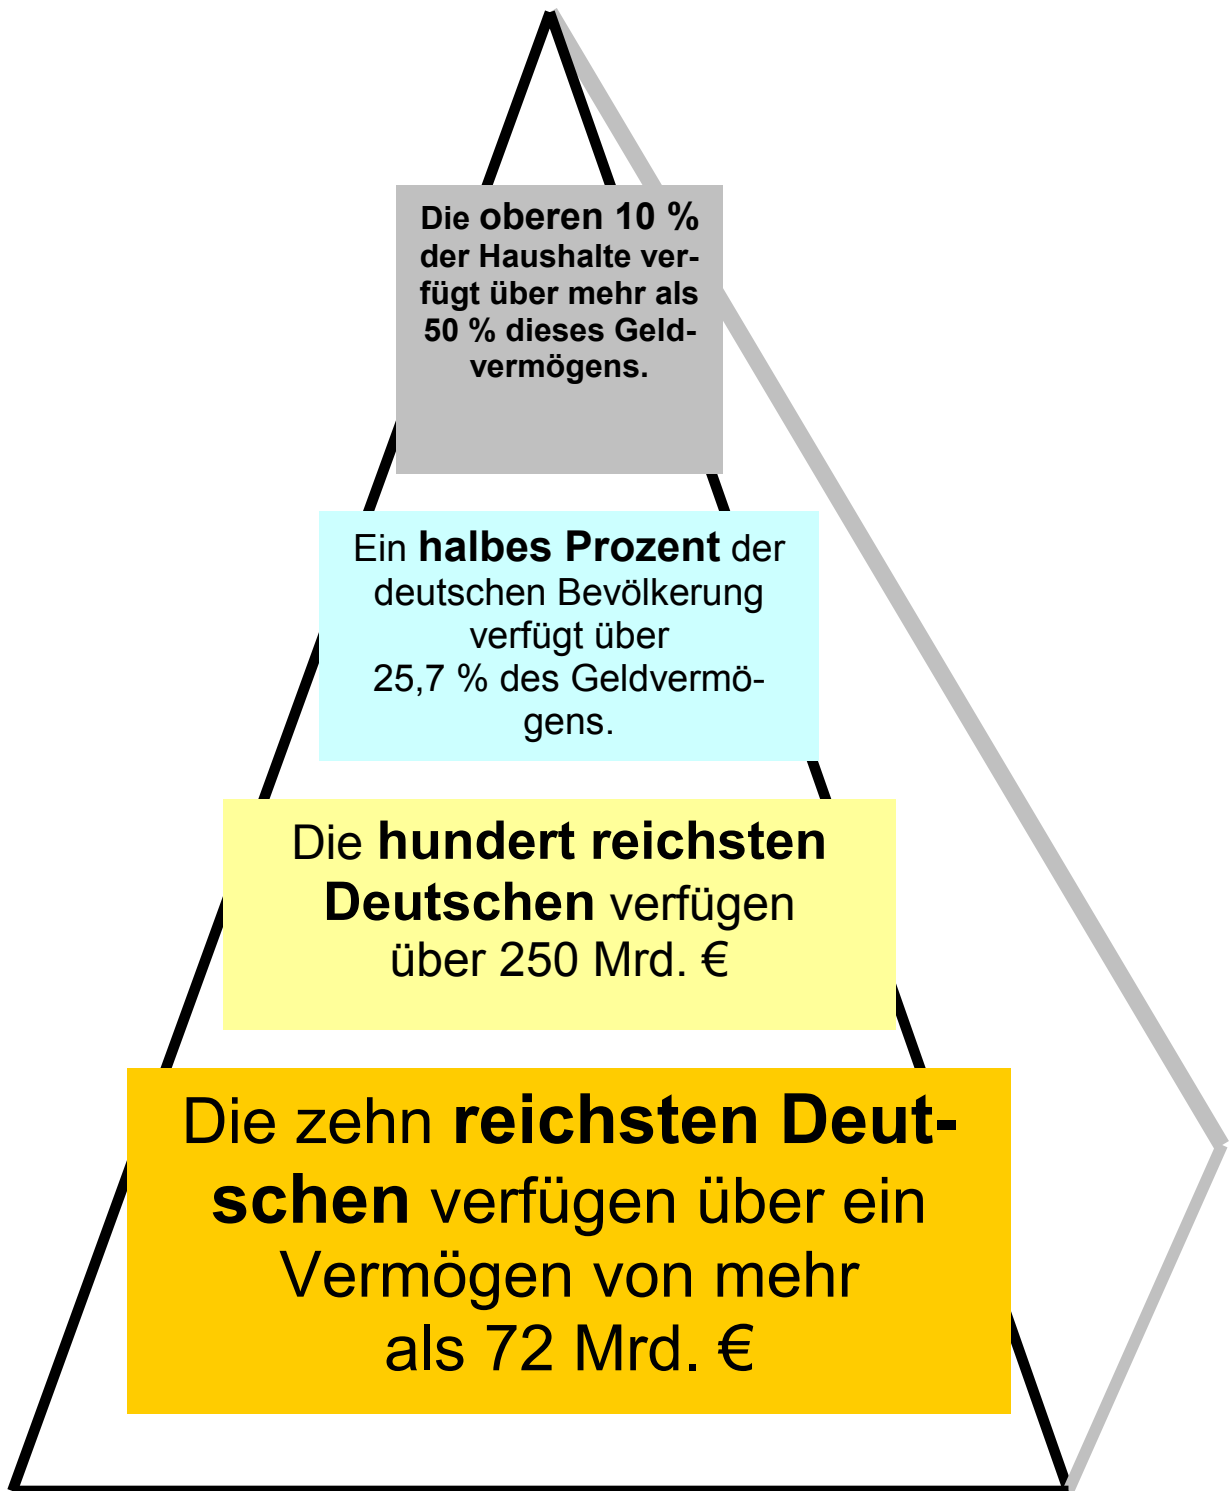 Die oberen 10 %
der Haushalte ver-
fügt über mehr als
50 % dieses Geld-
vermögens.
Ein halbes Prozent der
deutschen Bevölkerung
verfügt über
25,7 % des Geldvermö-
gens.
Die hundert reichsten
Deutschen verfügen
über 250 Mrd. €
Die zehn reichsten Deut-
schen verfügen über ein
Vermögen von mehr
als 72 Mrd. €